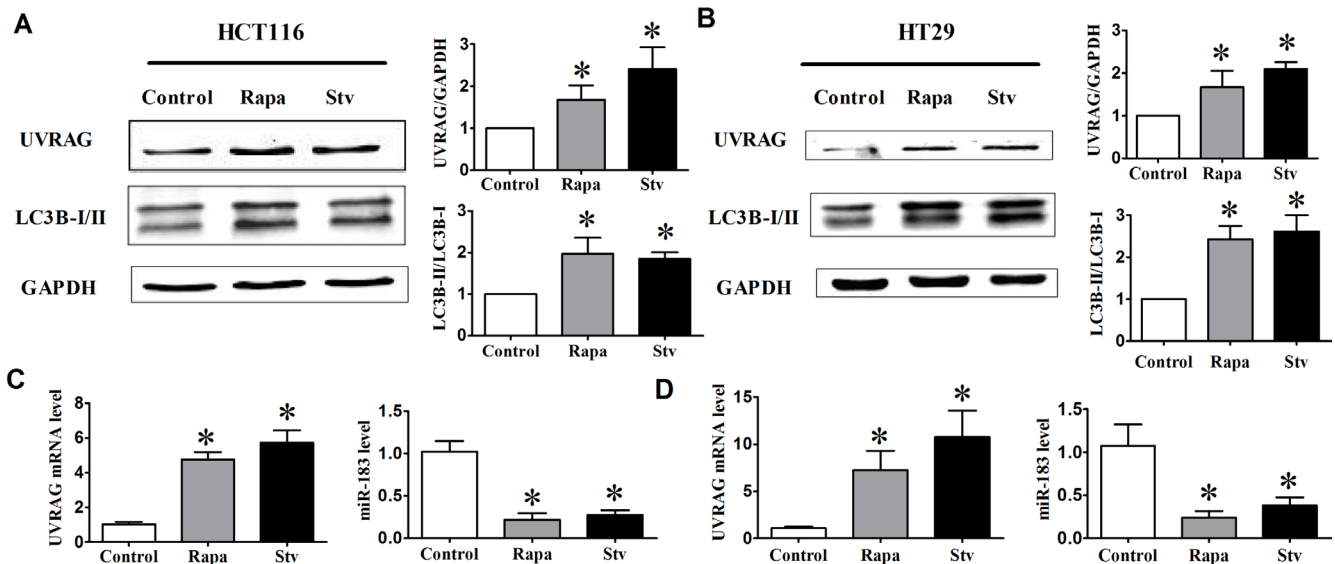 A
HCT116
Control Rapa Stv
UVRAG
LC3B-I/II
GAPDH
UVRAG/GAPDH
3
2
1
0
*
*
Control Rapa Stv
LC3B-II/LC3B-I
3
2
1
0
*
*
Control Rapa Stv
B
HT29
Control Rapa Stv
UVRAG
LC3B-I/II
GAPDH
UVRAG/GAPDH
3
2
1
0
*
*
Control Rapa Stv
LC3B-II/LC3B-I
3
2
1
0
*
*
Control Rapa Stv
C
UVRAG mRNA level
8
6
4
2
0
*
*
Control Rapa Stv
miR-183 level
1.5
1.0
0.5
0.0
*
*
Control Rapa Stv
D
UVRAG mRNA level
15
10
5
0
*
*
Control Rapa Stv
miR-183 level
1.5
1.0
0.5
0.0
*
*
Control Rapa Stv